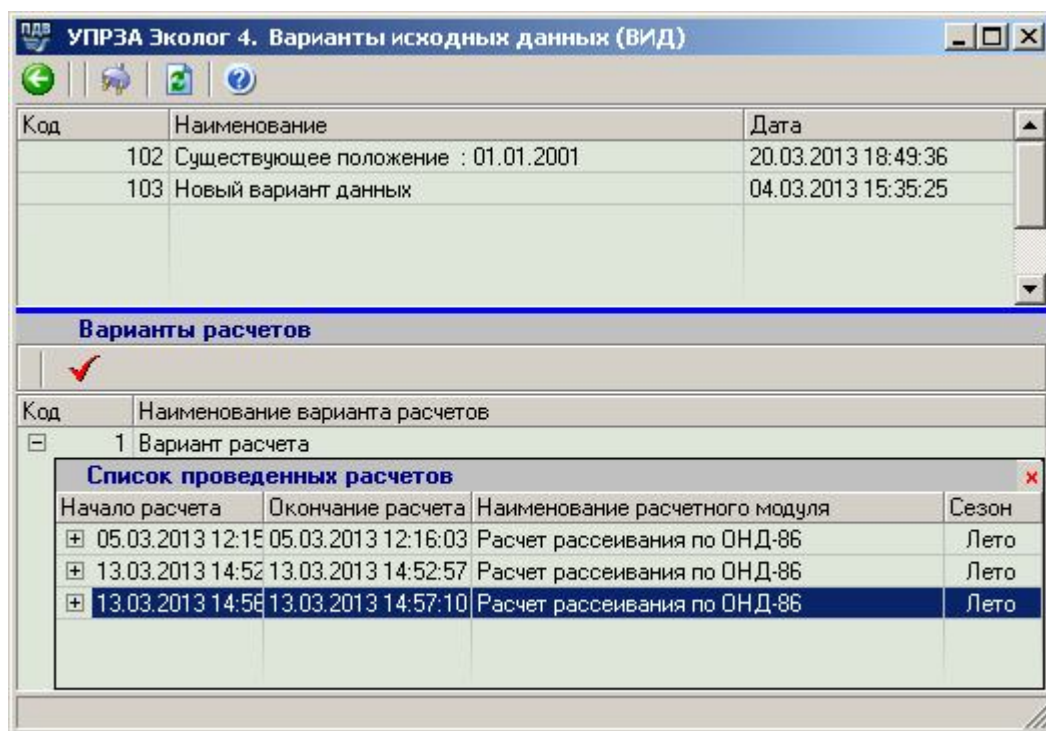 ПДВ УПРЗА Эколог 4. Варианты исходных данных (ВИД)
Код Наименование Дата
102 Существующее положение : 01.01.2001 20.03.2013 18:49:36
103 Новый вариант данных 04.03.2013 15:35:25
Варианты расчетов
Код Наименование варианта расчетов
1 Вариант расчета
Список проведенных расчетов
Начало расчета Окончание расчета Наименование расчетного модуля Сезон
05.03.2013 12:15 05.03.2013 12:16:03 Расчет рассеивания по ОНД-86 Лето
13.03.2013 14:52 13.03.2013 14:52:57 Расчет рассеивания по ОНД-86 Лето
13.03.2013 14:56 13.03.2013 14:57:10 Расчет рассеивания по ОНД-86 Лето